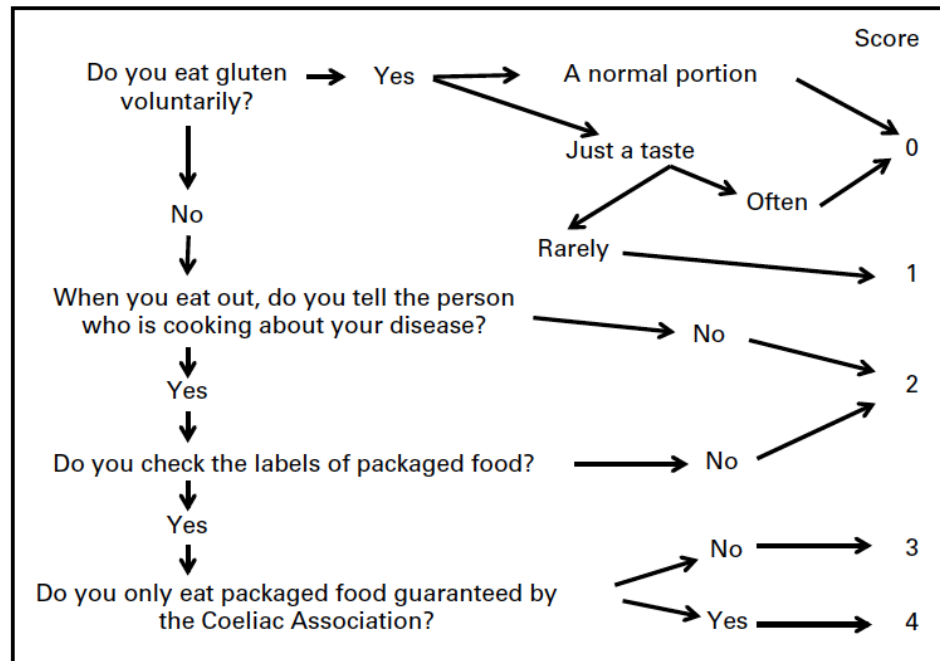 Score
Do you eat gluten
voluntarily?
Yes
A normal portion
0
Just a taste
Often
No
Rarely
1
When you eat out, do you tell the person
who is cooking about your disease?
No
2
Yes
Do you check the labels of packaged food?
No
Yes
No
3
Do you only eat packaged food guaranteed by
the Coeliac Association?
Yes
4